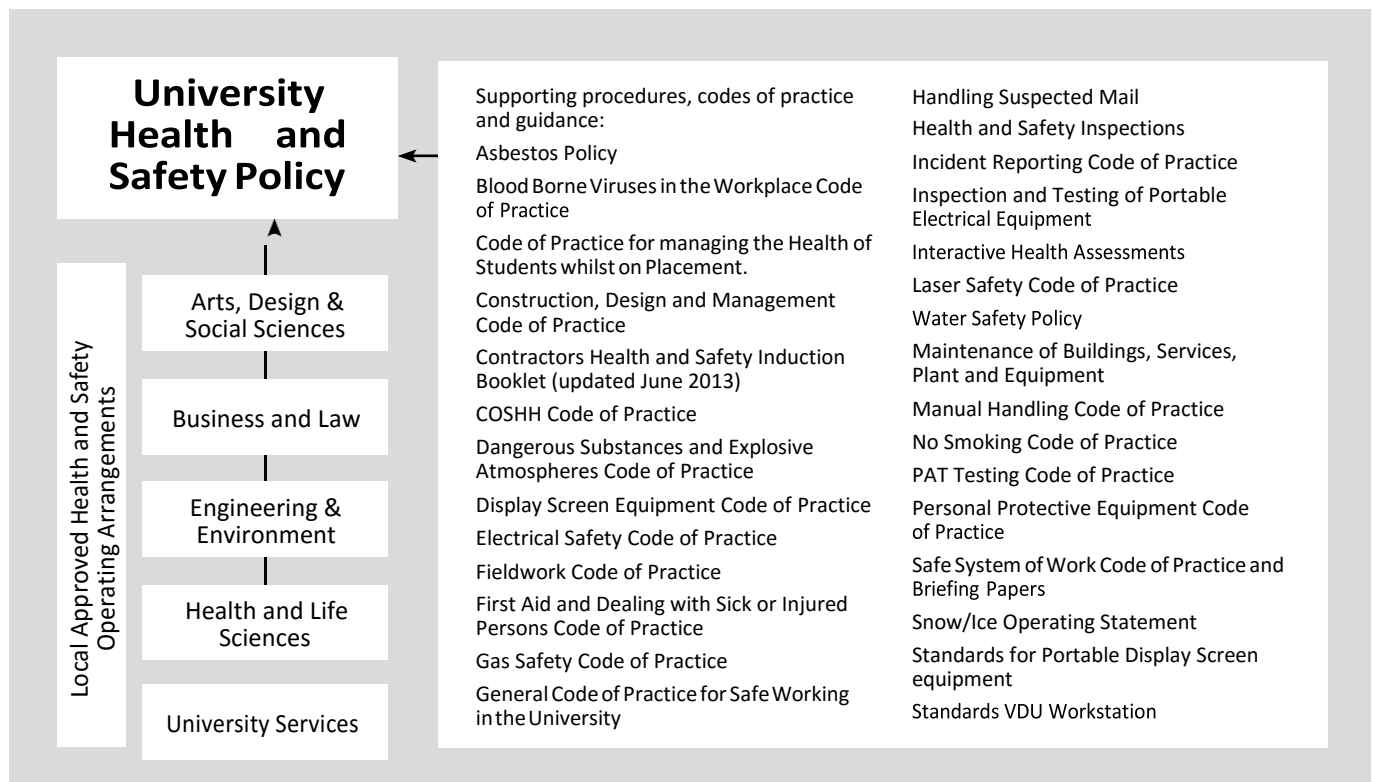 University
Health and
Safety Policy
Local Approved Health and Safety
Operating Arrangements
Arts, Design &
Social Sciences
Business and Law
Engineering &
Environment
Health and Life
Sciences
University Services
Supporting procedures, codes of practice
and guidance:
Asbestos Policy
Blood Borne Viruses in the Workplace Code
of Practice
Code of Practice for managing the Health of
Students whilst on Placement.
Construction, Design and Management
Code of Practice
Contractors Health and Safety Induction
Booklet (updated June 2013)
COSHH Code of Practice
Dangerous Substances and Explosive
Atmospheres Code of Practice
Display Screen Equipment Code of Practice
Electrical Safety Code of Practice
Fieldwork Code of Practice
First Aid and Dealing with Sick or Injured
Persons Code of Practice
Gas Safety Code of Practice
General Code of Practice for Safe Working
in the University
Handling Suspected Mail
Health and Safety Inspections
Incident Reporting Code of Practice
Inspection and Testing of Portable
Electrical Equipment
Interactive Health Assessments
Laser Safety Code of Practice
Water Safety Policy
Maintenance of Buildings, Services,
Plant and Equipment
Manual Handling Code of Practice
No Smoking Code of Practice
PAT Testing Code of Practice
Personal Protective Equipment Code
of Practice
Safe System of Work Code of Practice and
Briefing Papers
Snow/Ice Operating Statement
Standards for Portable Display Screen
equipment
Standards VDU Workstation